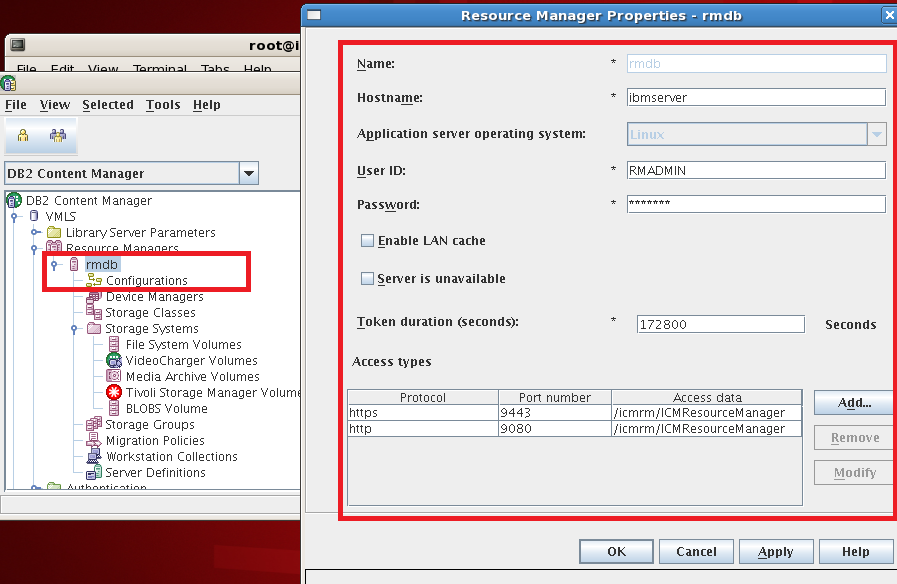 root@i
File Edit View Terminal Tabs Help
File View Selected Tools Help
DB2 Content Manager
DB2 Content Manager
VMLS
Library Server Parameters
Resource Managers
rmdb
Configurations
Device Managers
Storage Classes
Storage Systems
File System Volumes
VideoCharger Volumes
Media Archive Volumes
Tivoli Storage Manager Volume
BLOBS Volume
Storage Groups
Migration Policies
Workstation Collections
Server Definitions
Authentication
Resource Manager Properties - rmdb
Name: * rmdb
Hostname: * ibmserver
Application server operating system: Linux
User ID: * RMADMIN
Password: * *******
Enable LAN cache
Server is unavailable
Token duration (seconds): * 172800 Seconds
Access types
Protocol Port number Access data
https 9443 /icmrm/ICMResourceManager
http 9080 /icmrm/ICMResourceManager
Add...
Remove
Modify
OK Cancel Apply Help